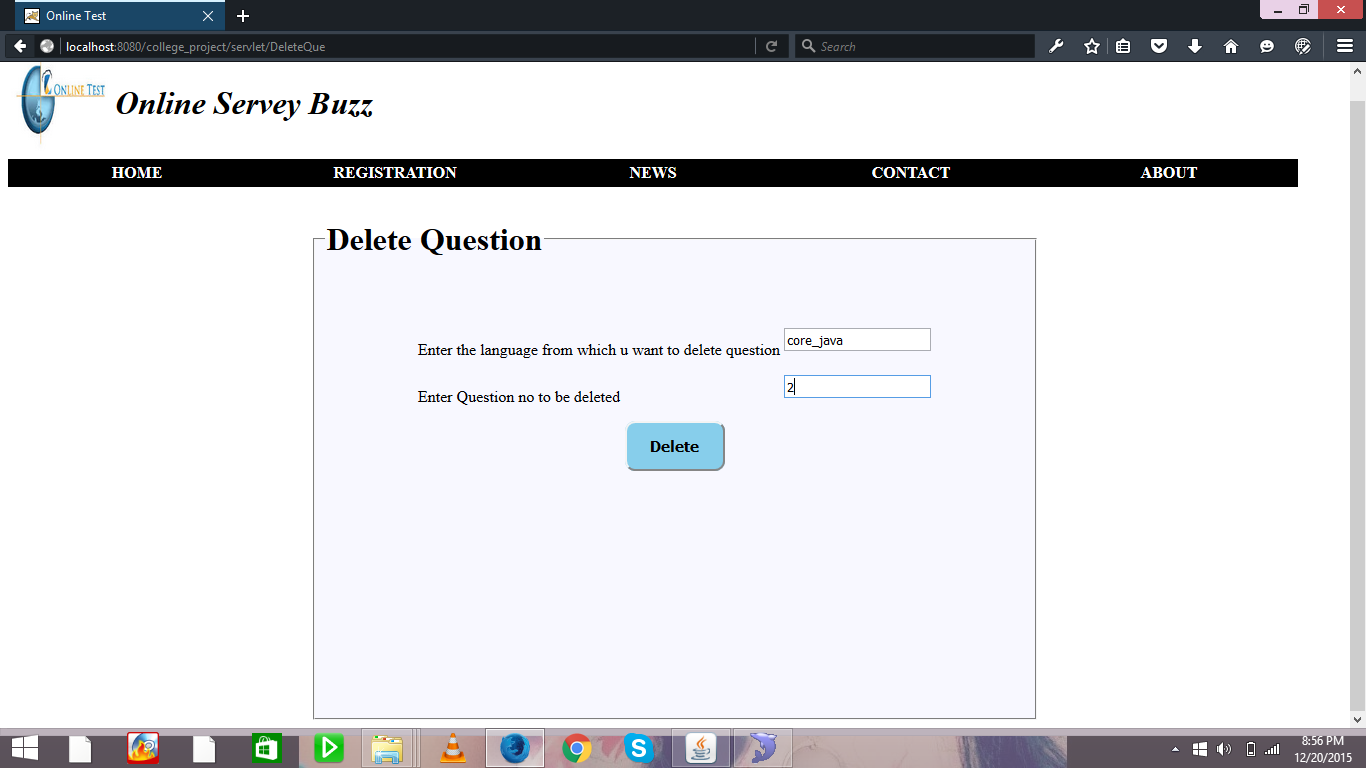 Online Test
localhost:8080/college_project/servlet/DeleteQue
Search
ONLINE TEST
Online Servey Buzz
HOME REGISTRATION NEWS CONTACT ABOUT
Delete Question
Enter the language from which u want to delete question core_java
Enter Question no to be deleted 2
Delete
8:56 PM
12/20/2015